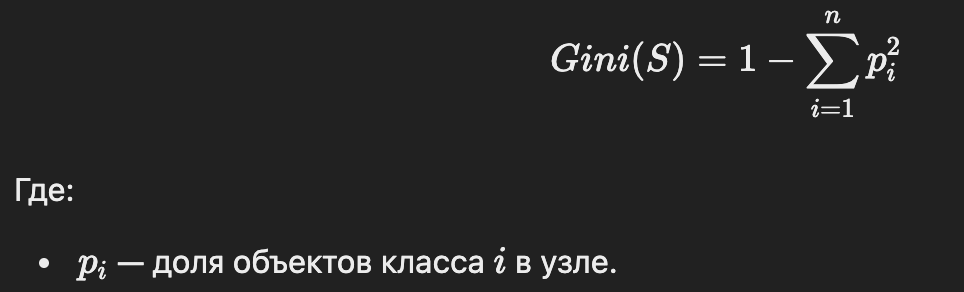 Gini(S) = 1 − ∑_{i=1}^{n} p_i^2
Где:
• p_i — доля объектов класса i в узле.